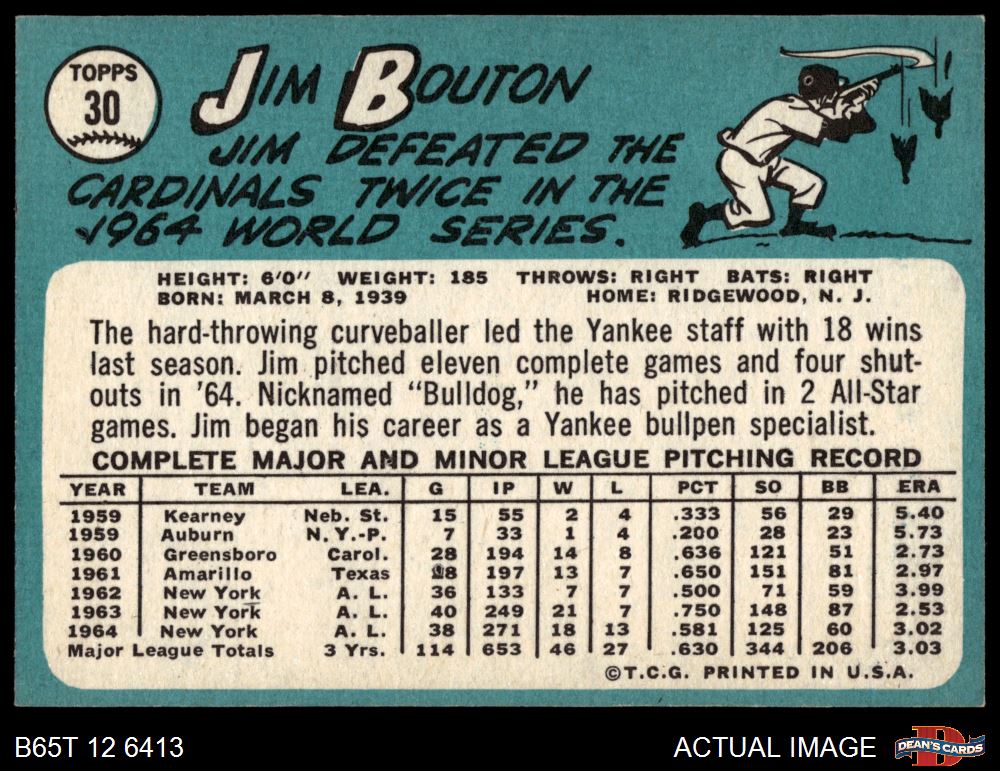 TOPPS
30
JIM BOUTON
JIM DEFEATED THE
CARDINALS TWICE IN THE
1964 WORLD SERIES.
HEIGHT: 6'0" WEIGHT: 185 THROWS: RIGHT BATS: RIGHT
BORN: MARCH 8, 1939 HOME: RIDGEWOOD, N. J.
The hard-throwing curveballer led the Yankee staff with 18 wins
last season. Jim pitched eleven complete games and four shut-
outs in '64. Nicknamed "Bulldog," he has pitched in 2 All-Star
games. Jim began his career as a Yankee bullpen specialist.
COMPLETE MAJOR AND MINOR LEAGUE PITCHING RECORD
YEAR TEAM LEA. G IP W L PCT SO BB ERA
1959 Kearney Neb. St. 15 55 2 4 .333 56 29 5.40
1959 Auburn N.Y.-P. 7 33 1 4 .200 28 23 5.73
1960 Greensboro Carol. 28 194 14 8 .636 121 51 2.73
1961 Amarillo Texas 28 197 13 7 .650 151 81 2.97
1962 New York A. L. 36 133 7 7 .500 71 59 3.99
1963 New York A. L. 40 249 21 7 .750 148 87 2.53
1964 New York A. L. 38 271 18 13 .581 125 60 3.02
Major League Totals 3 Yrs. 114 653 46 27 .630 344 206 3.03
©T.C.G. PRINTED IN U.S.A.
B65T 12 6413 ACTUAL IMAGE DEAN'S CARDS